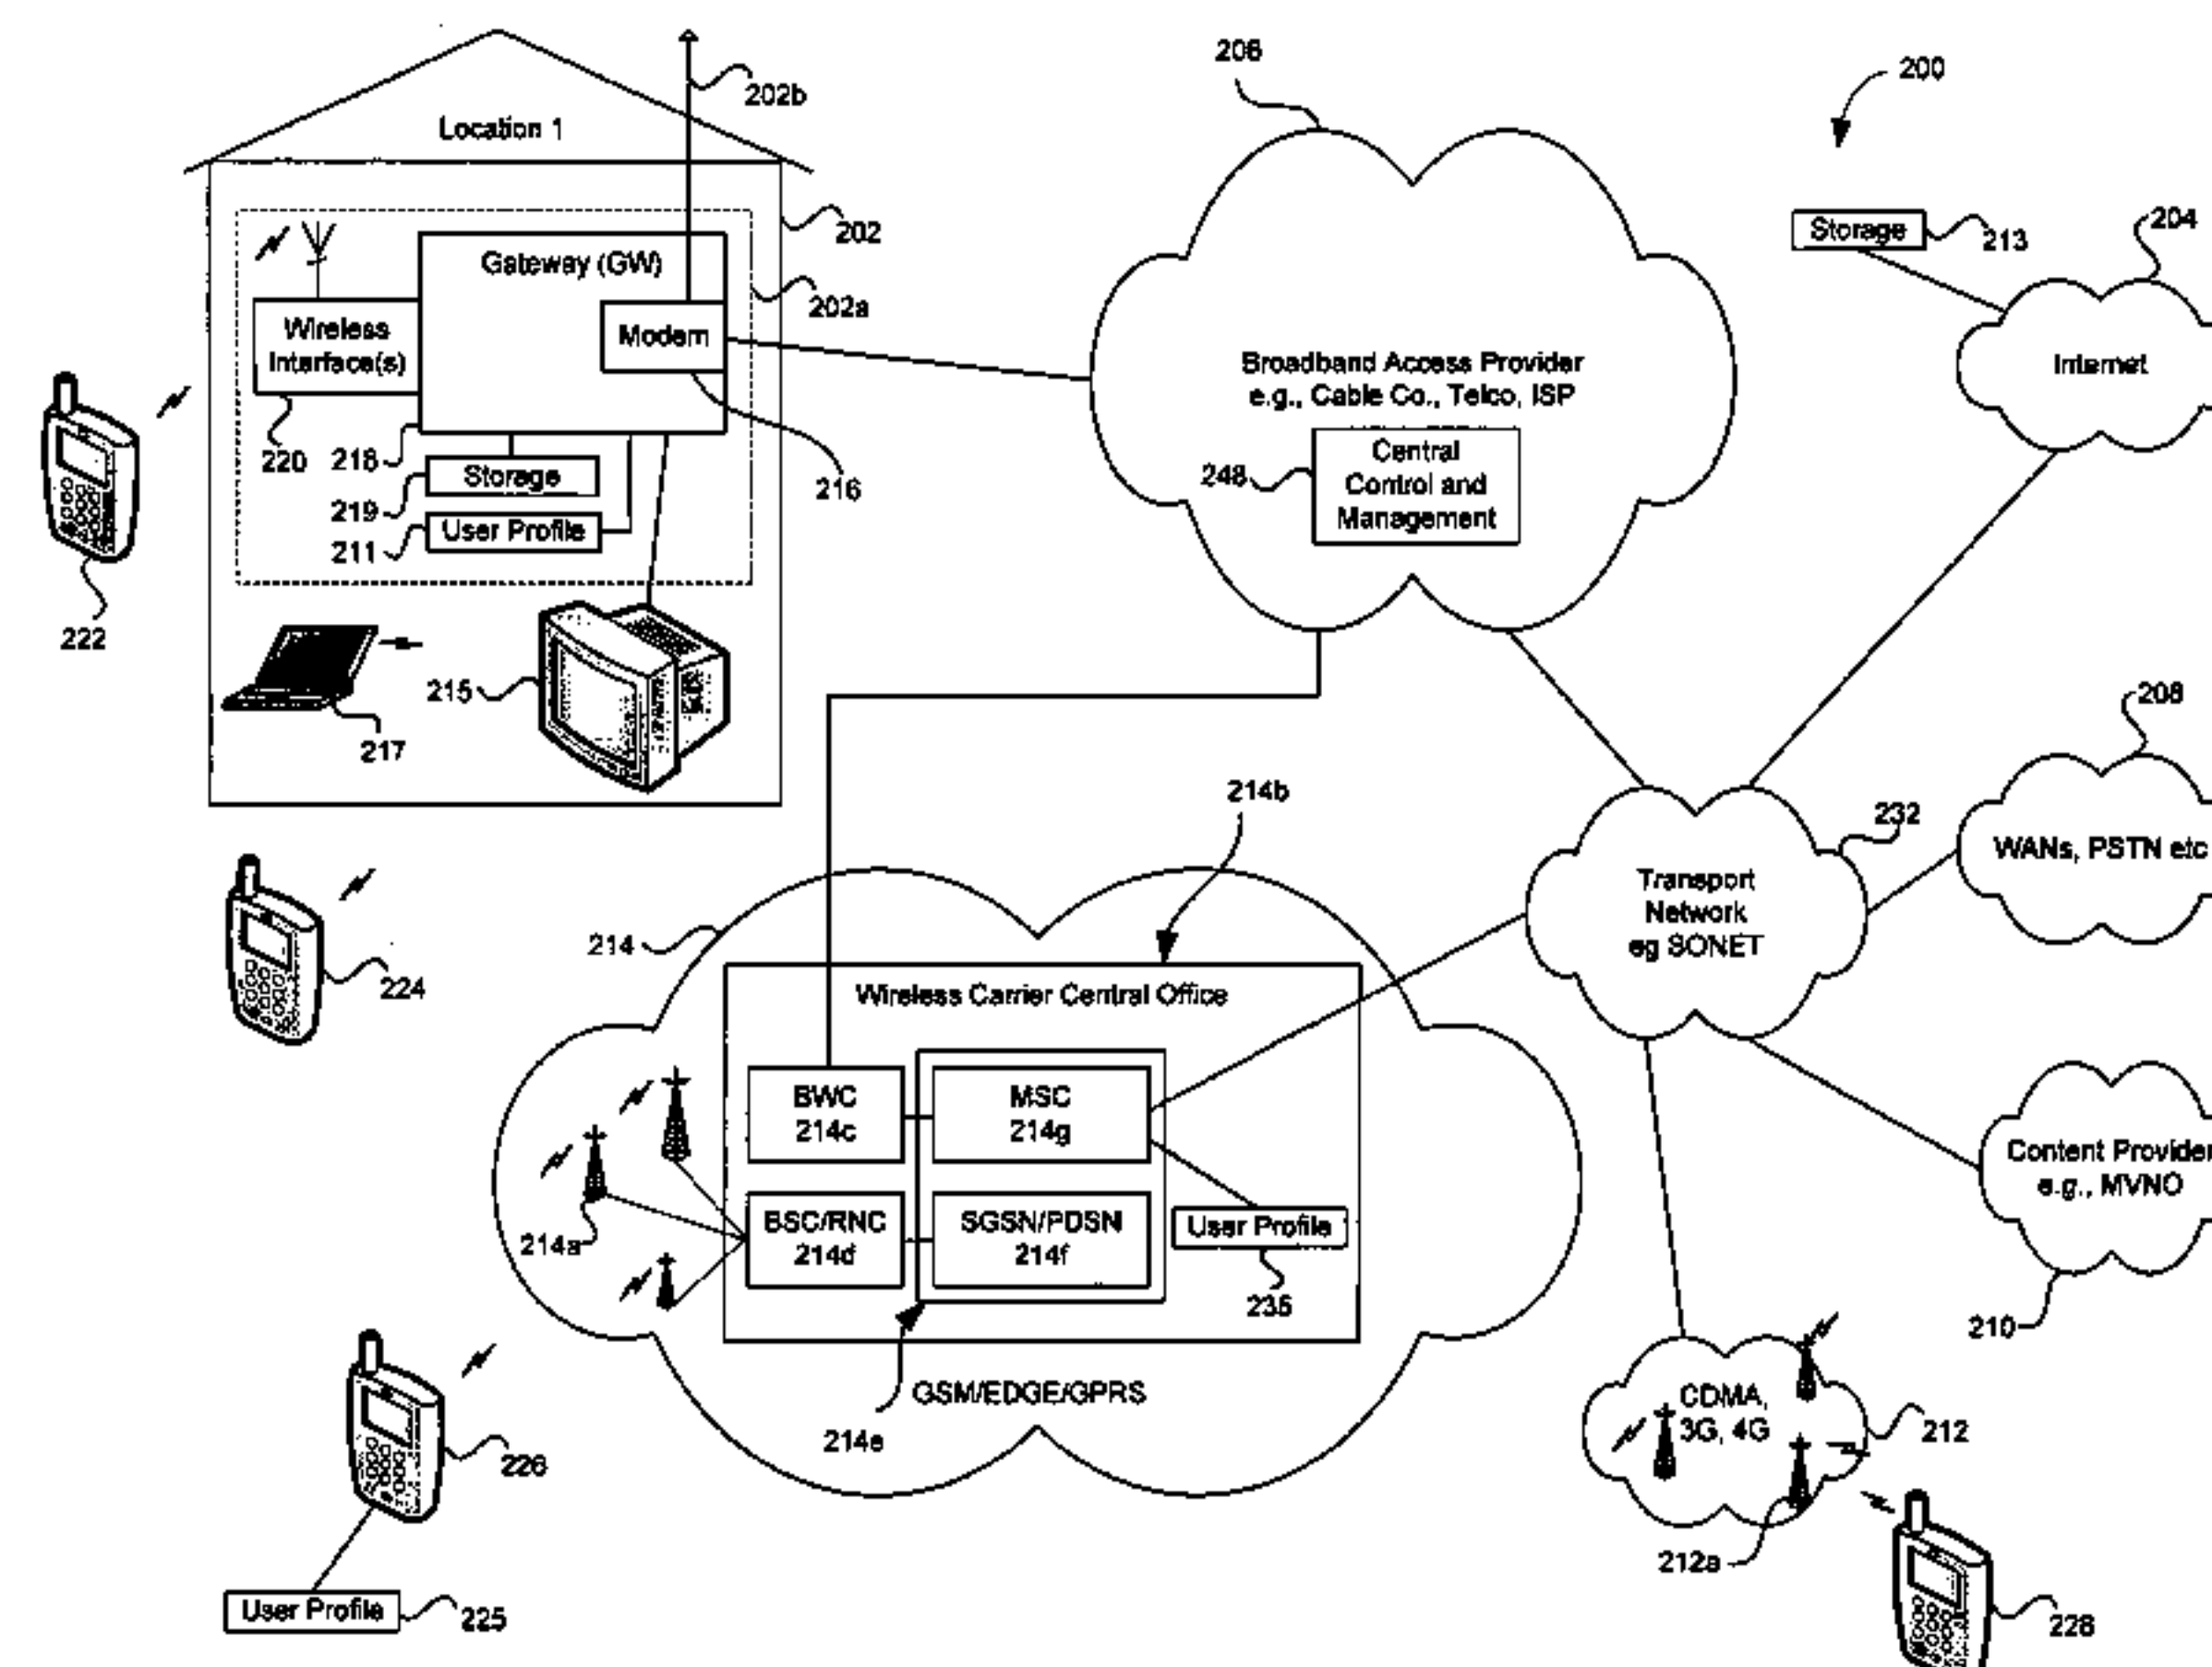 206
200
202b
Location 1
Storage
213
204
202
Gateway (GW)
202a
Wireless
Interface(s)
Modem
Internet
Broadband Access Provider
e.g., Cable Co., Telco, ISP
220
218
Storage
216
219
User Profile
211
248
Central
Control and
Management
222
215
217
208
214b
232
WANs, PSTN etc
Transport
Network
eg SONET
214
224
Wireless Carrier Central Office
BWC
214c
MSC
214g
Content Provider
e.g., MVNO
BSC/RNC
214d
SGSN/PDSN
214f
User Profile
214a
235
210
GSM/EDGE/GPRS
214e
CDMA,
3G, 4G
212
226
212a
User Profile
225
228